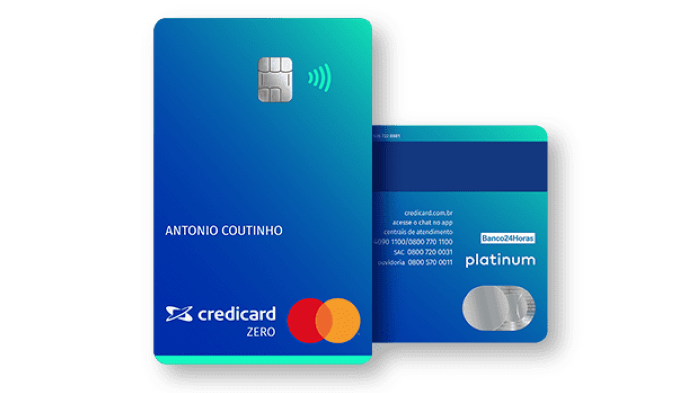 ANTONIO COUTINHO
credicard
ZERO
credicard.com.br
acesse o chat no app
centrais de atendimento
4090 1100/0800 770 1100
SAC 0800 720 0031
ouvidoria 0800 570 0011
Banco24Horas
platinum